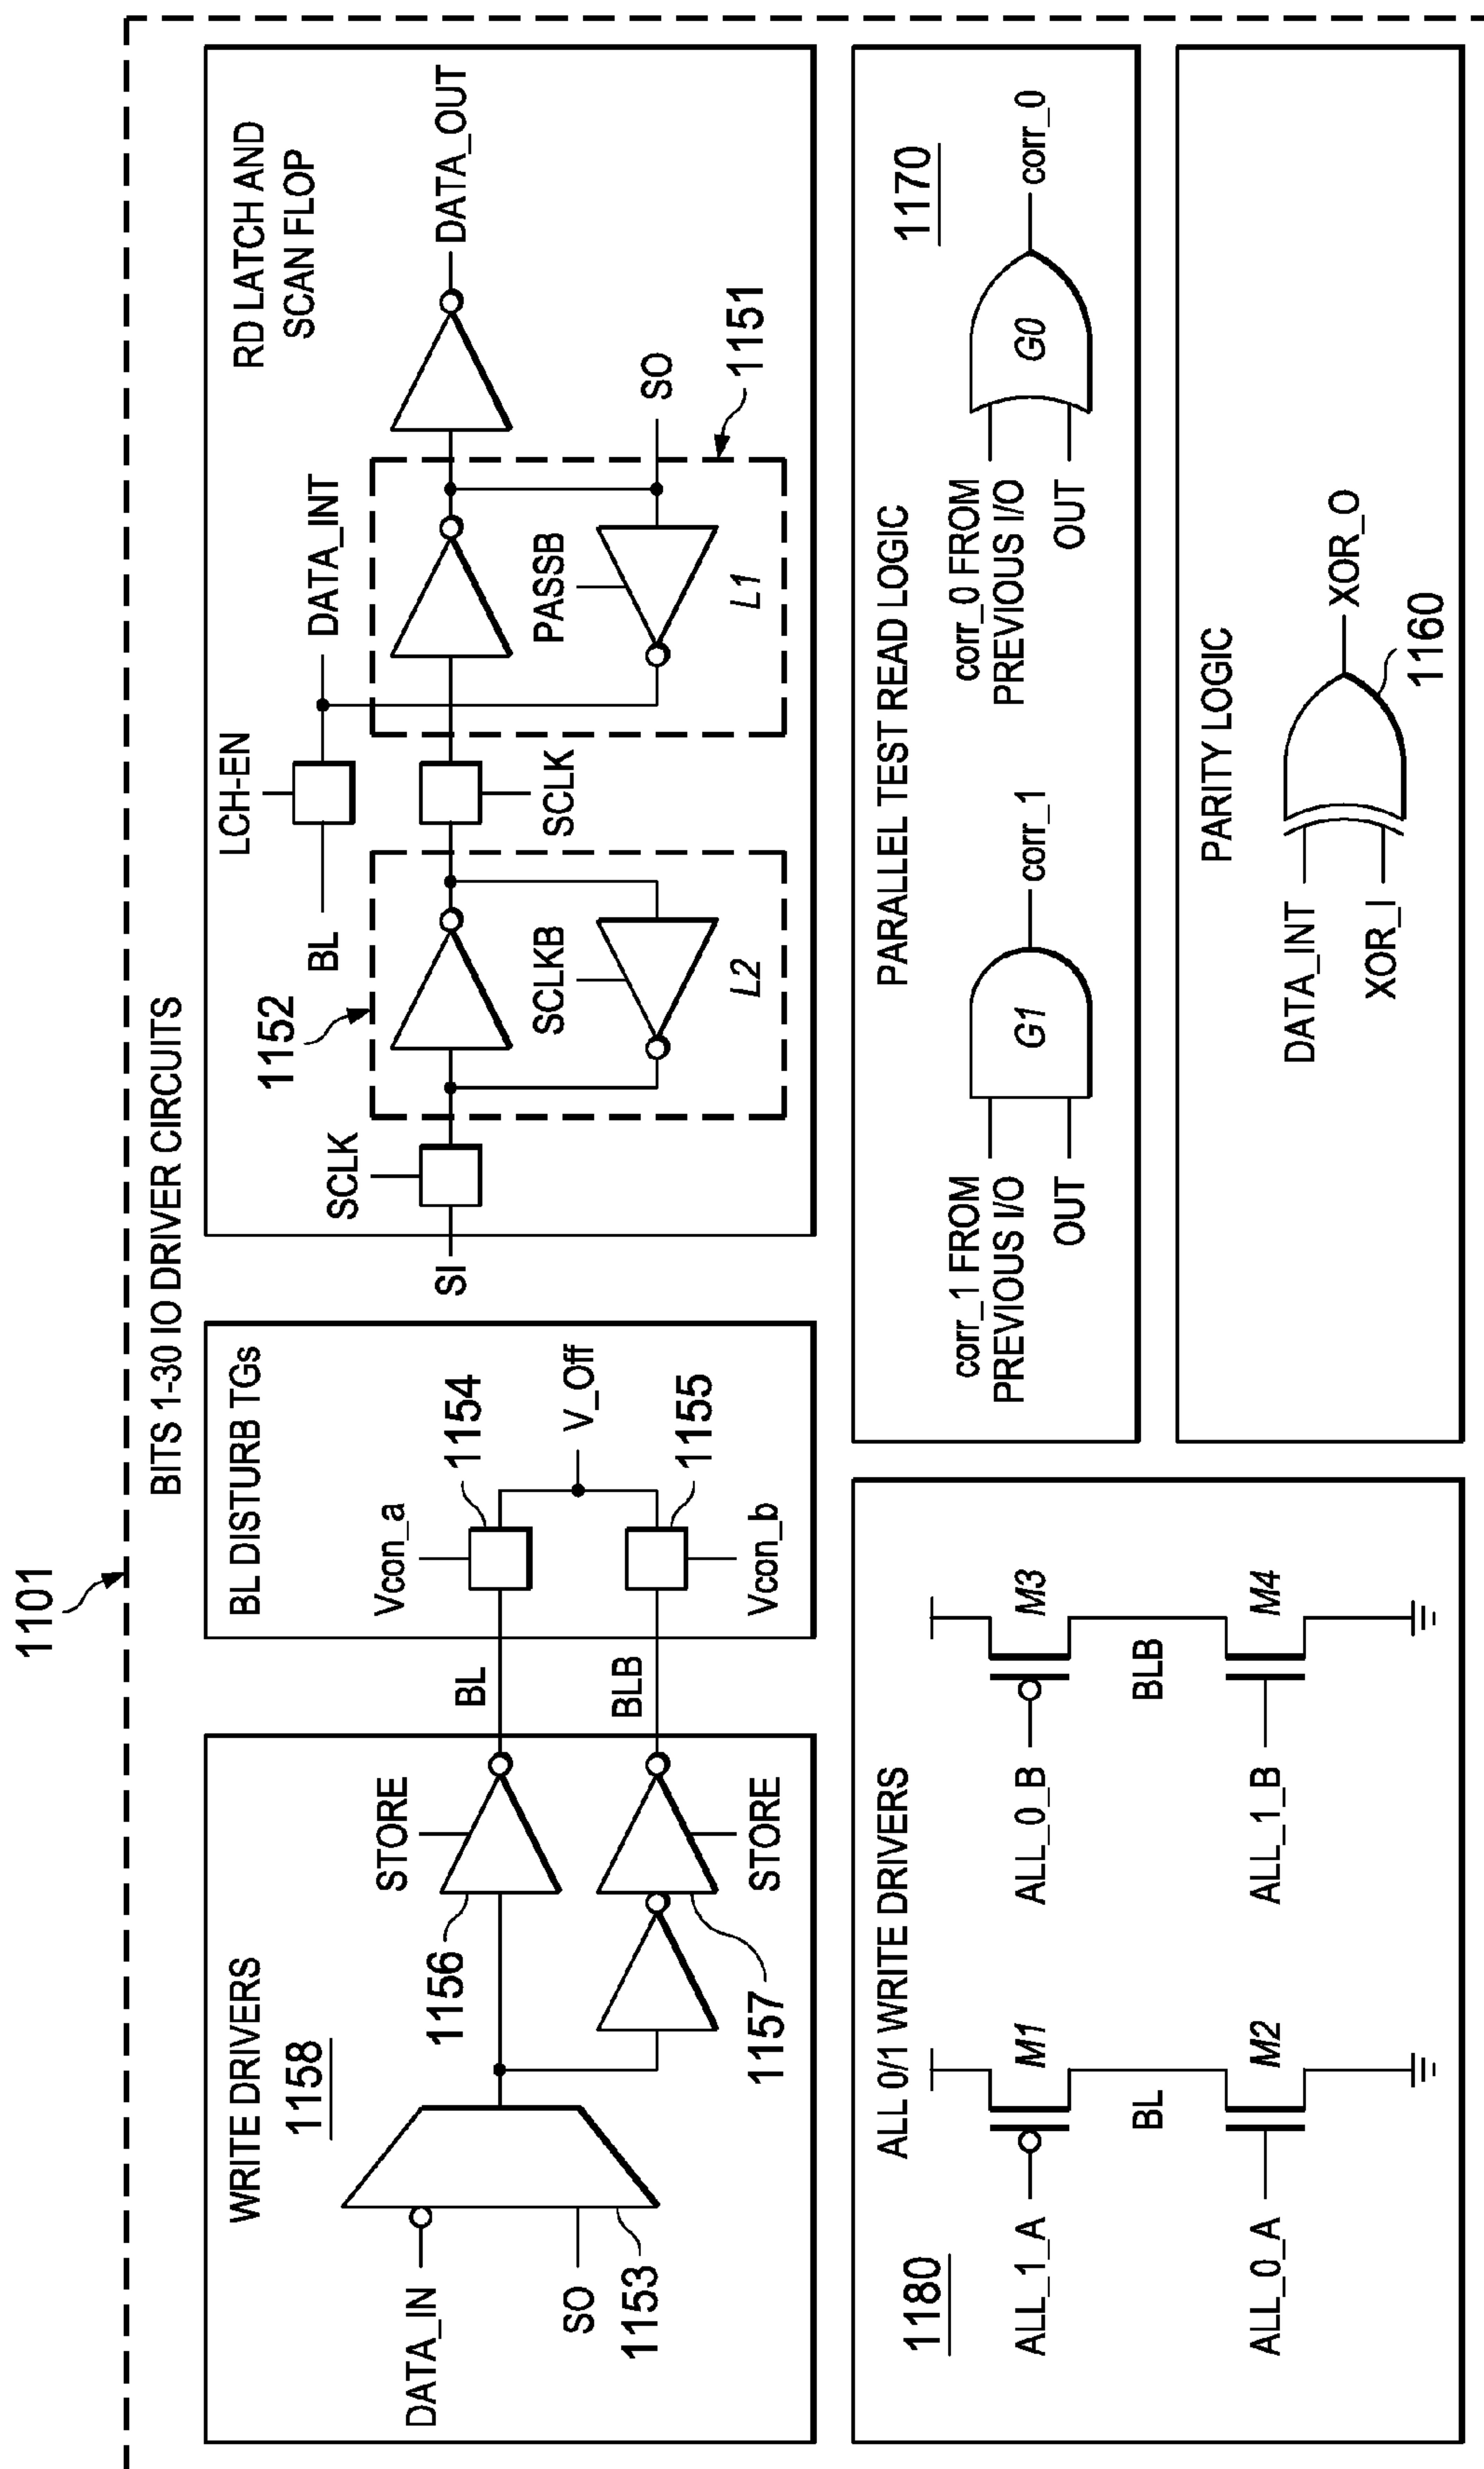 1101
BITS 1-30 IO DRIVER CIRCUITS
WRITE DRIVERS
1158
DATA_IN
SO
1153
1156
1157
STORE
STORE
BL
BLB
BL DISTURB TGs
Vcon_a
1154
V_Off
1155
Vcon_b
RD LATCH AND
SCAN FLOP
SI
SCLK
1152
SCLKB
L2
BL
LCH-EN
SCLK
DATA_INT
PASSB
L1
SO
1151
DATA_OUT
ALL 0/1 WRITE DRIVERS
1180
ALL_1_A
M1
BL
ALL_0_A
M2
ALL_0_B
M3
BLB
ALL_1_B
M4
PARALLEL TEST READ LOGIC
1170
corr_1 FROM
PREVIOUS I/O
OUT
G1
corr_1
corr_0 FROM
PREVIOUS I/O
OUT
G0
corr_0
PARITY LOGIC
DATA_INT
XOR_I
XOR_O
1160